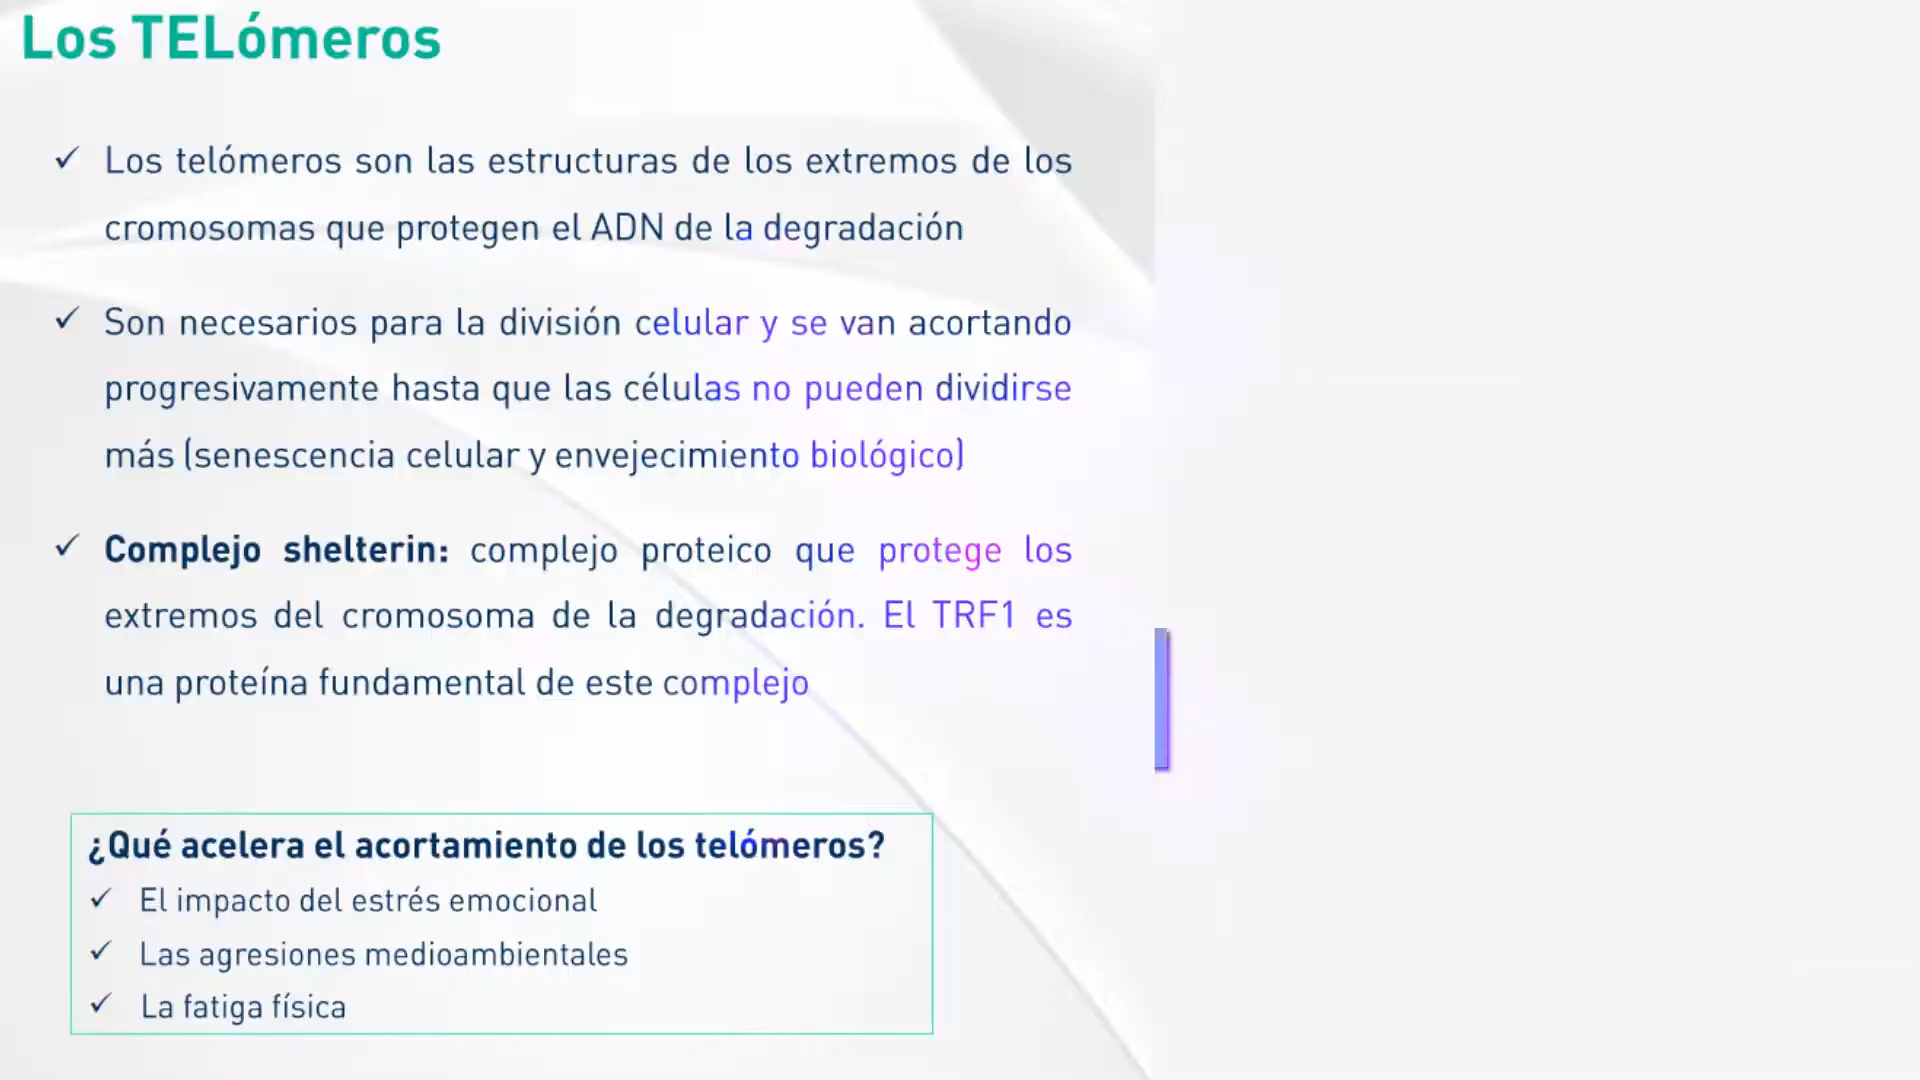 Los TELómeros
✓ Los telómeros son las estructuras de los extremos de los
cromosomas que protegen el ADN de la degradación
✓ Son necesarios para la división celular y se van acortando
progresivamente hasta que las células no pueden dividirse
más (senescencia celular y envejecimiento biológico)
✓ Complejo shelterin: complejo proteico que protege los
extremos del cromosoma de la degradación. El TRF1 es
una proteína fundamental de este complejo
¿Qué acelera el acortamiento de los telómeros?
✓ El impacto del estrés emocional
✓ Las agresiones medioambientales
✓ La fatiga física